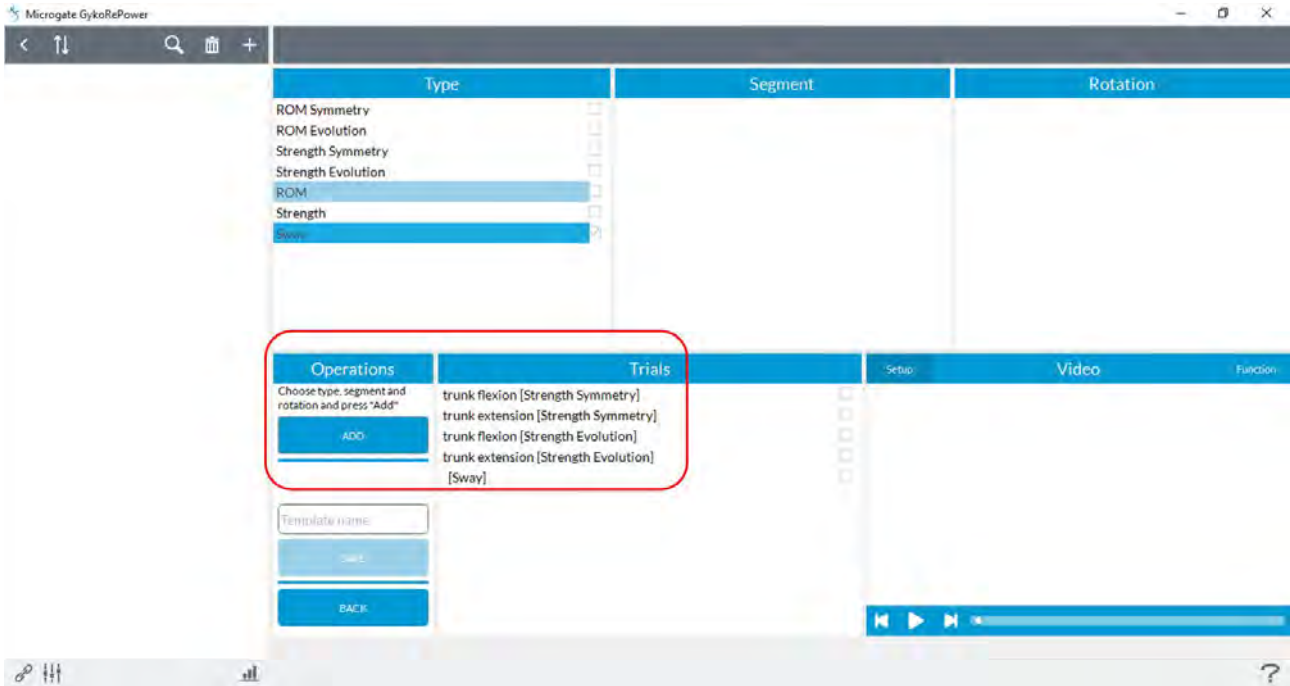 Microgate GykoRePower
Type
Segment
Rotation
ROM Symmetry
ROM Evolution
Strength Symmetry
Strength Evolution
ROM
Strength
Sway
Operations
Choose type, segment and
rotation and press "Add"
ADD
Trials
trunk flexion [Strength Symmetry]
trunk extension [Strength Symmetry]
trunk flexion [Strength Evolution]
trunk extension [Strength Evolution]
[Sway]
Setup
Video
Function
Template name
SAVE
BACK
?